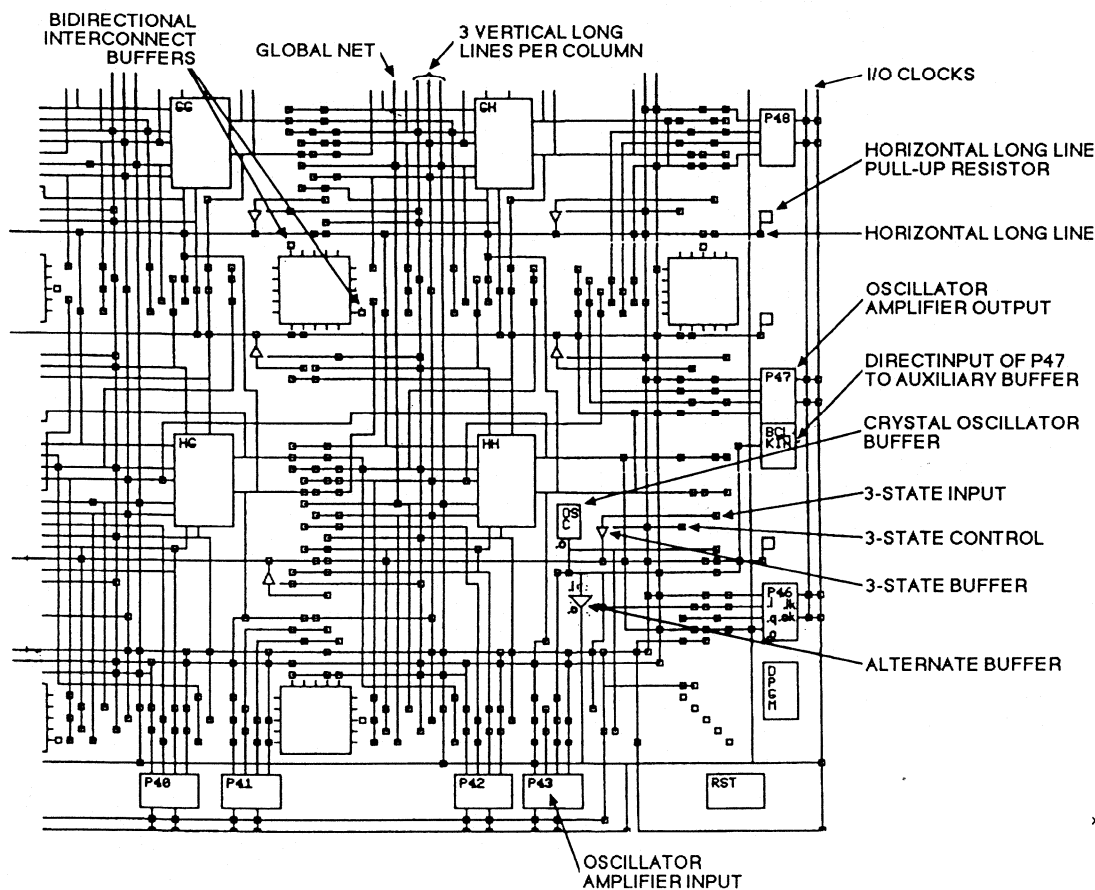 BIDIRECTIONAL
INTERCONNECT
BUFFERS
GLOBAL NET
3 VERTICAL LONG
LINES PER COLUMN
I/O CLOCKS
GG
GH
P48
HORIZONTAL LONG LINE
PULL-UP RESISTOR
HORIZONTAL LONG LINE
OSCILLATOR
AMPLIFIER OUTPUT
P47
DIRECTINPUT OF P47
TO AUXILIARY BUFFER
BCL
KIN
CRYSTAL OSCILLATOR
BUFFER
HG
HH
OS
C
.O
3-STATE INPUT
3-STATE CONTROL
3-STATE BUFFER
P46
.i .ik
.q .ok
.o
ALTERNATE BUFFER
D
P
G
M
P40
P41
P42
P43
RST
OSCILLATOR
AMPLIFIER INPUT